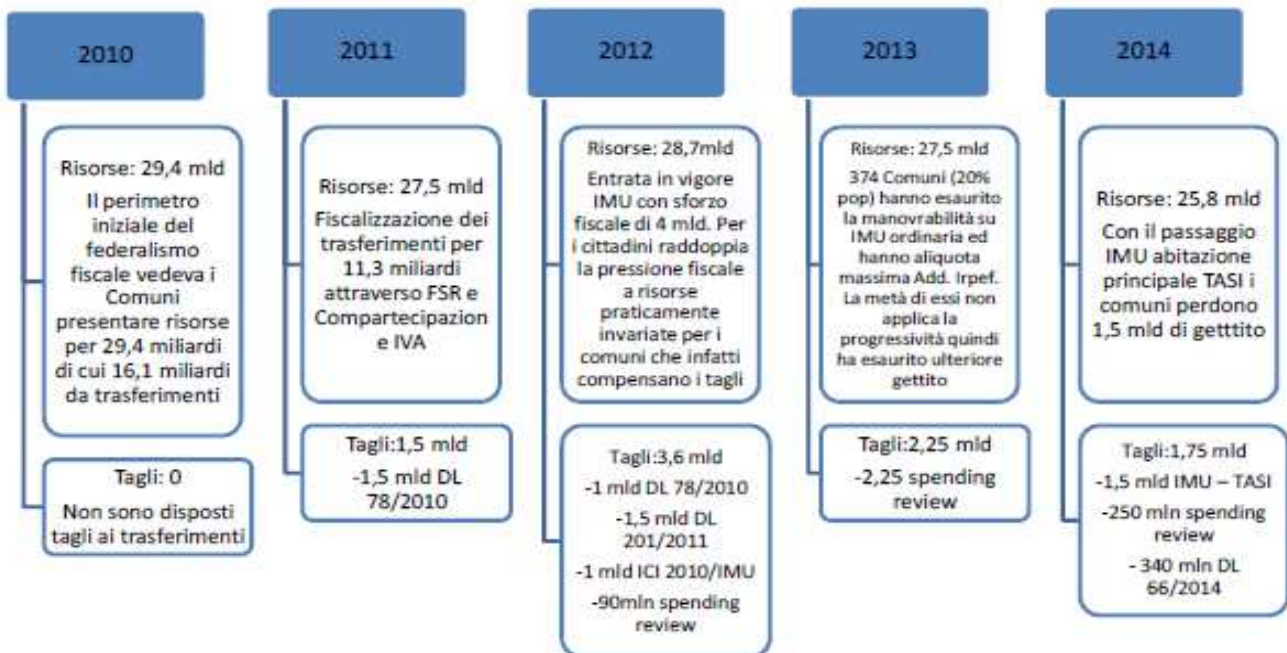 2010
Risorse: 29,4 mld
Il perimetro
iniziale del
federalismo
fiscale vedeva i
Comuni
presentare risorse
per 29,4 miliardi
di cui 16,1 miliardi
da trasferimenti
Tagli: 0
Non sono disposti
tagli ai trasferimenti
2011
Risorse: 27,5 mld
Fiscalizzazione dei
trasferimenti per
11,3 miliardi
attraverso FSR e
Compartecipazion
e IVA
Tagli:1,5 mld
-1,5 mld DL
78/2010
2012
Risorse: 28,7mld
Entrata in vigore
IMU con sforzo
fiscale di 4 mld. Per
i cittadini raddoppia
la pressione fiscale
a risorse
praticamente
invariate per i
comuni che infatti
compensano i tagli
Tagli:3,6 mld
-1 mld DL 78/2010
-1,5 mld DL
201/2011
-1 mld ICI 2010/IMU
-90mln spending
review
2013
Risorse: 27,5 mld
374 Comuni (20%
pop) hanno esaurito
la manovrabilità su
IMU ordinaria ed
hanno aliquota
massima Add. Irpef.
La metà di essi non
applica la
progressività quindi
ha esaurito ulteriore
gettito
Tagli:2,25 mld
-2,25 spending
review
2014
Risorse: 25,8 mld
Con il passaggio
IMU abitazione
principale TASI i
comuni perdono
1,5 mld di getttito
Tagli:1,75 mld
-1,5 mld IMU – TASI
-250 mln spending
review
- 340 mln DL
66/2014